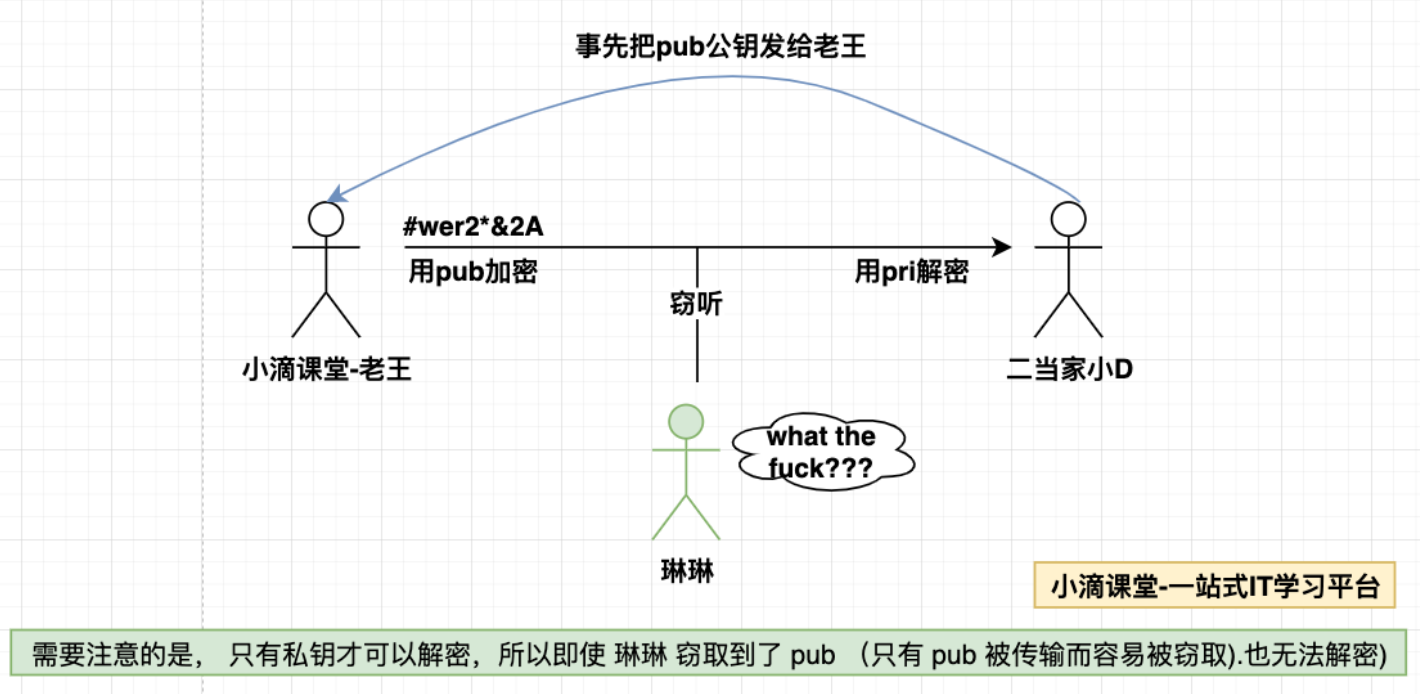 事先把pub公钥发给老王
#wer2*&2A
用pub加密
用pri解密
窃听
小滴课堂-老王
二当家小D
what the
fuck???
琳琳
小滴课堂-一站式IT学习平台
需要注意的是， 只有私钥才可以解密，所以即使 琳琳 窃取到了 pub （只有 pub 被传输而容易被窃取).也无法解密)